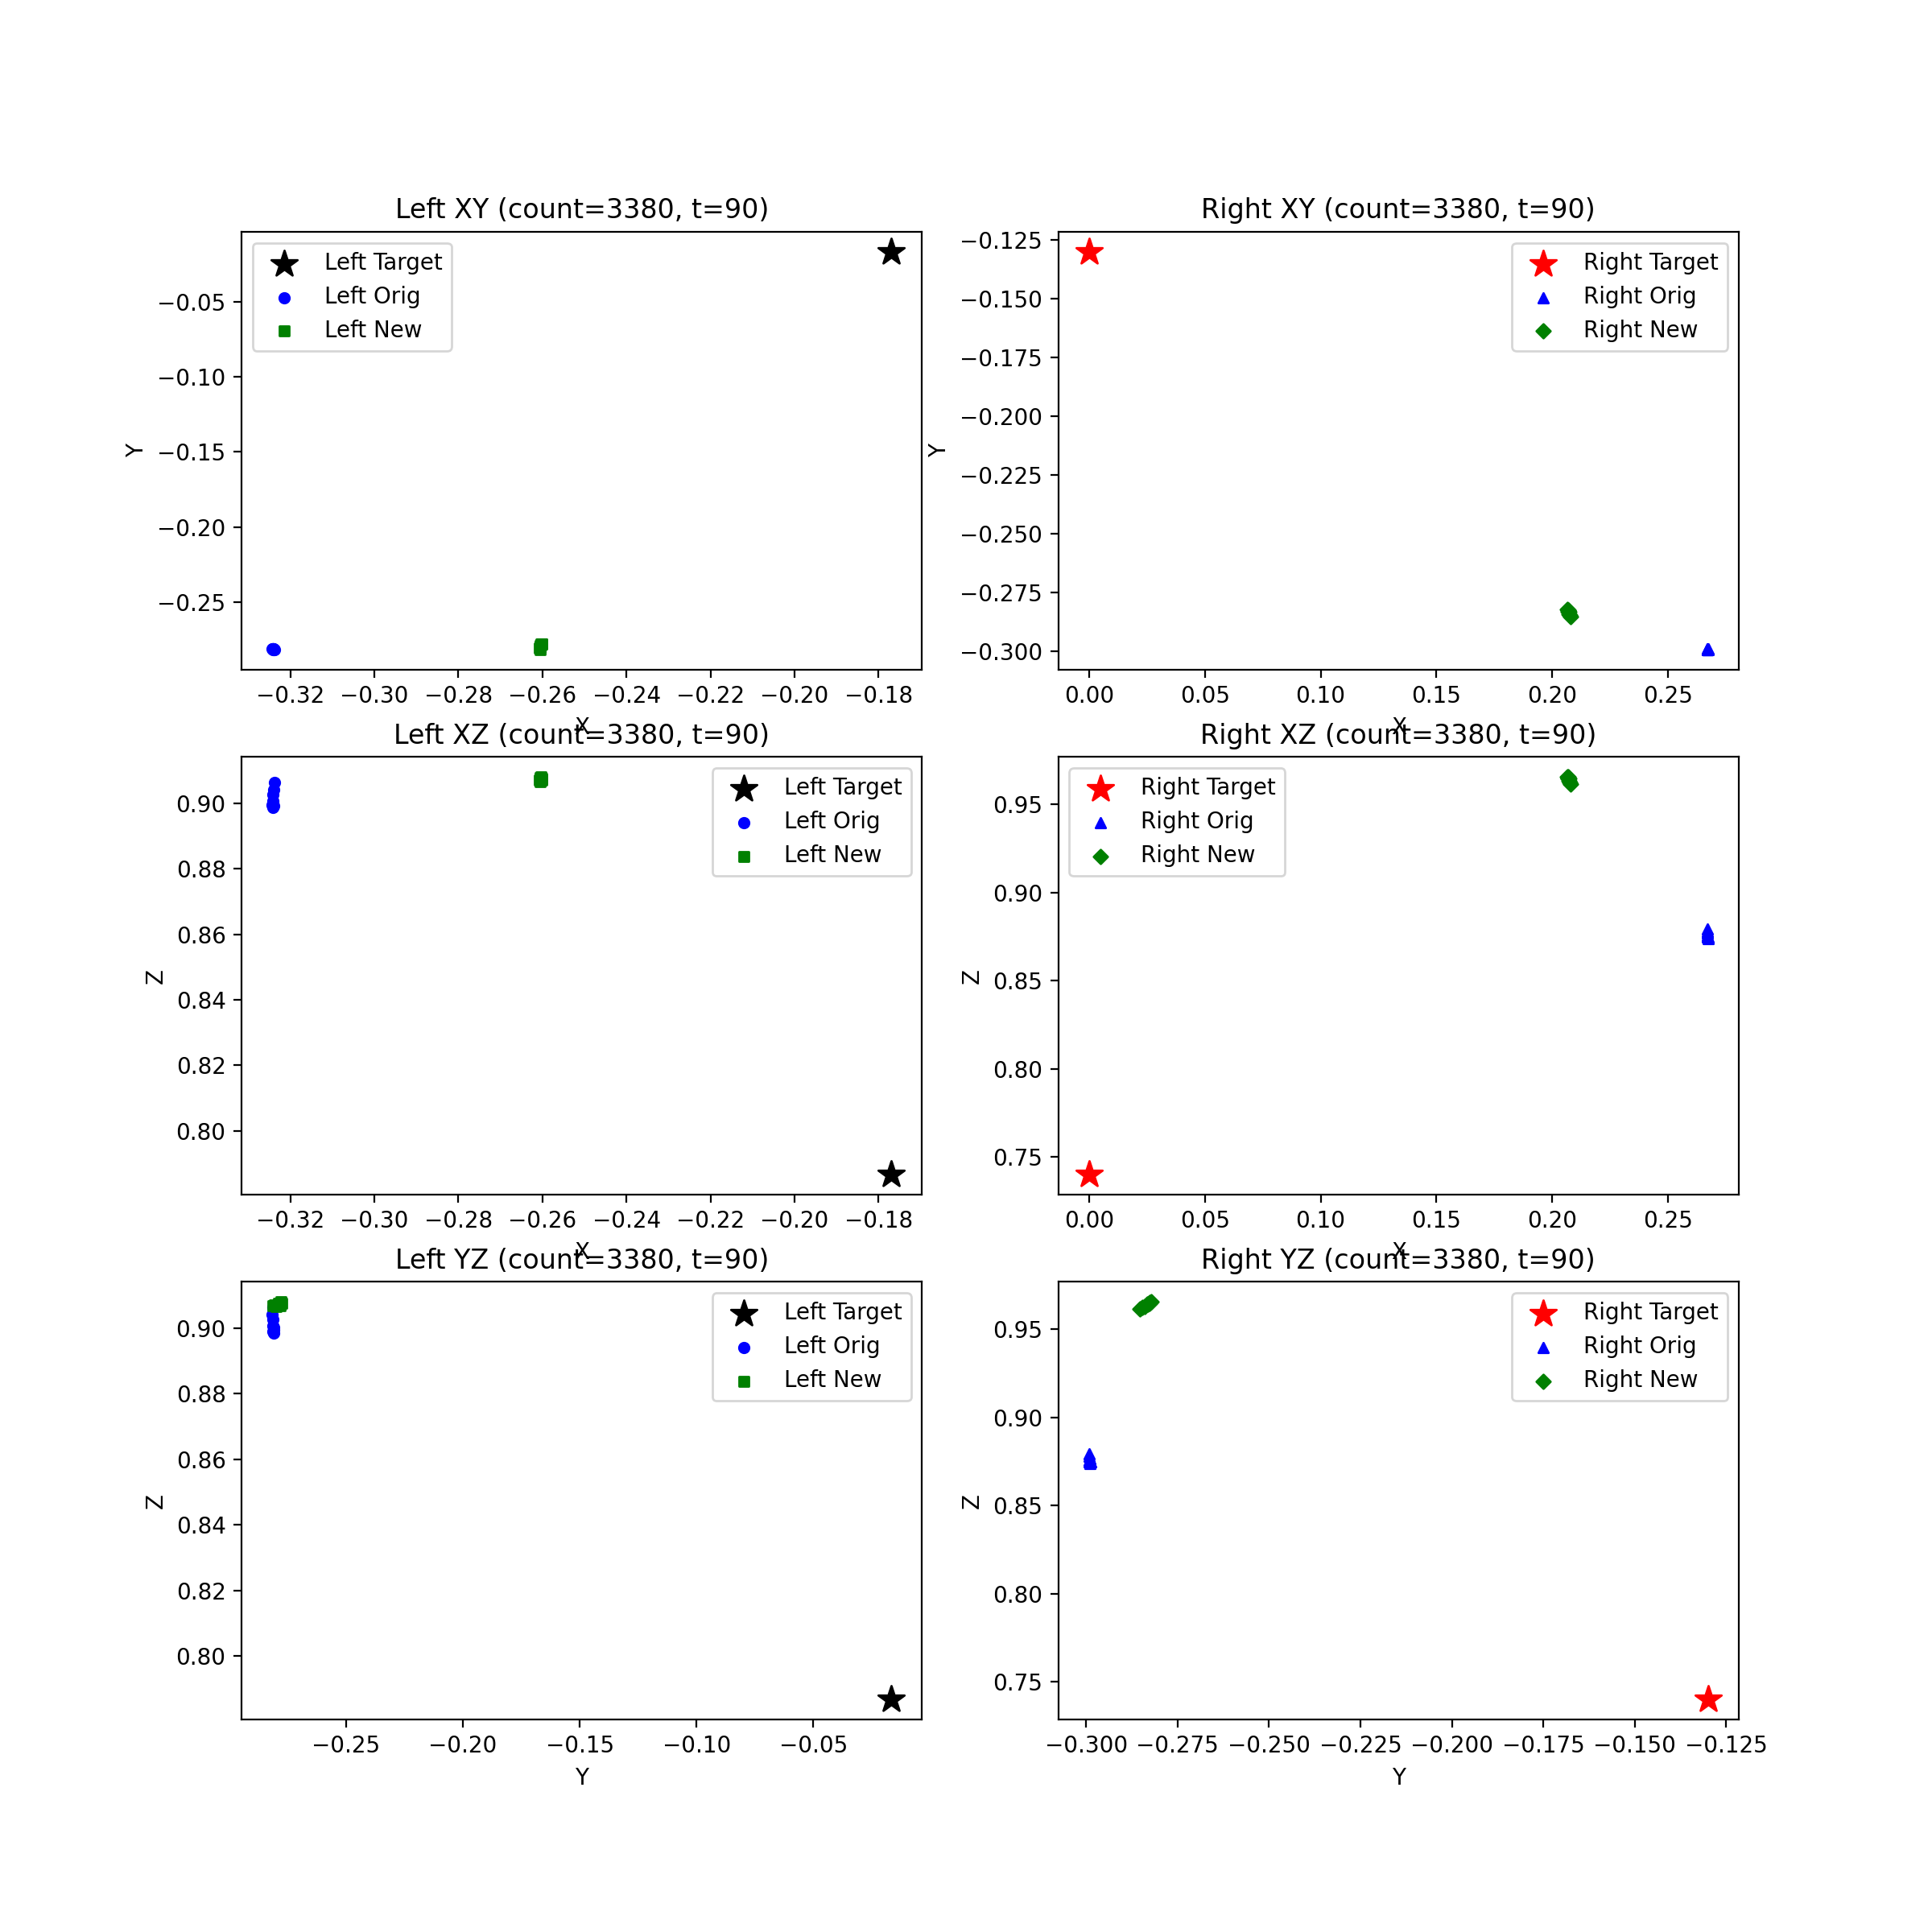 Left XY (count=3380, t=90)
Left Target
Left Orig
Left New
−0.05
−0.10
−0.15
−0.20
−0.25
Y
−0.32 −0.30 −0.28 −0.26 −0.24 −0.22 −0.20 −0.18
X
Right XY (count=3380, t=90)
Right Target
Right Orig
Right New
−0.125
−0.150
−0.175
−0.200
−0.225
−0.250
−0.275
−0.300
Y
0.00 0.05 0.10 0.15 0.20 0.25
X
Left XZ (count=3380, t=90)
Left Target
Left Orig
Left New
0.90
0.88
0.86
0.84
0.82
0.80
Z
−0.32 −0.30 −0.28 −0.26 −0.24 −0.22 −0.20 −0.18
X
Right XZ (count=3380, t=90)
Right Target
Right Orig
Right New
0.95
0.90
0.85
0.80
0.75
Z
0.00 0.05 0.10 0.15 0.20 0.25
X
Left YZ (count=3380, t=90)
Left Target
Left Orig
Left New
0.90
0.88
0.86
0.84
0.82
0.80
Z
−0.25 −0.20 −0.15 −0.10 −0.05
Y
Right YZ (count=3380, t=90)
Right Target
Right Orig
Right New
0.95
0.90
0.85
0.80
0.75
Z
−0.300 −0.275 −0.250 −0.225 −0.200 −0.175 −0.150 −0.125
Y